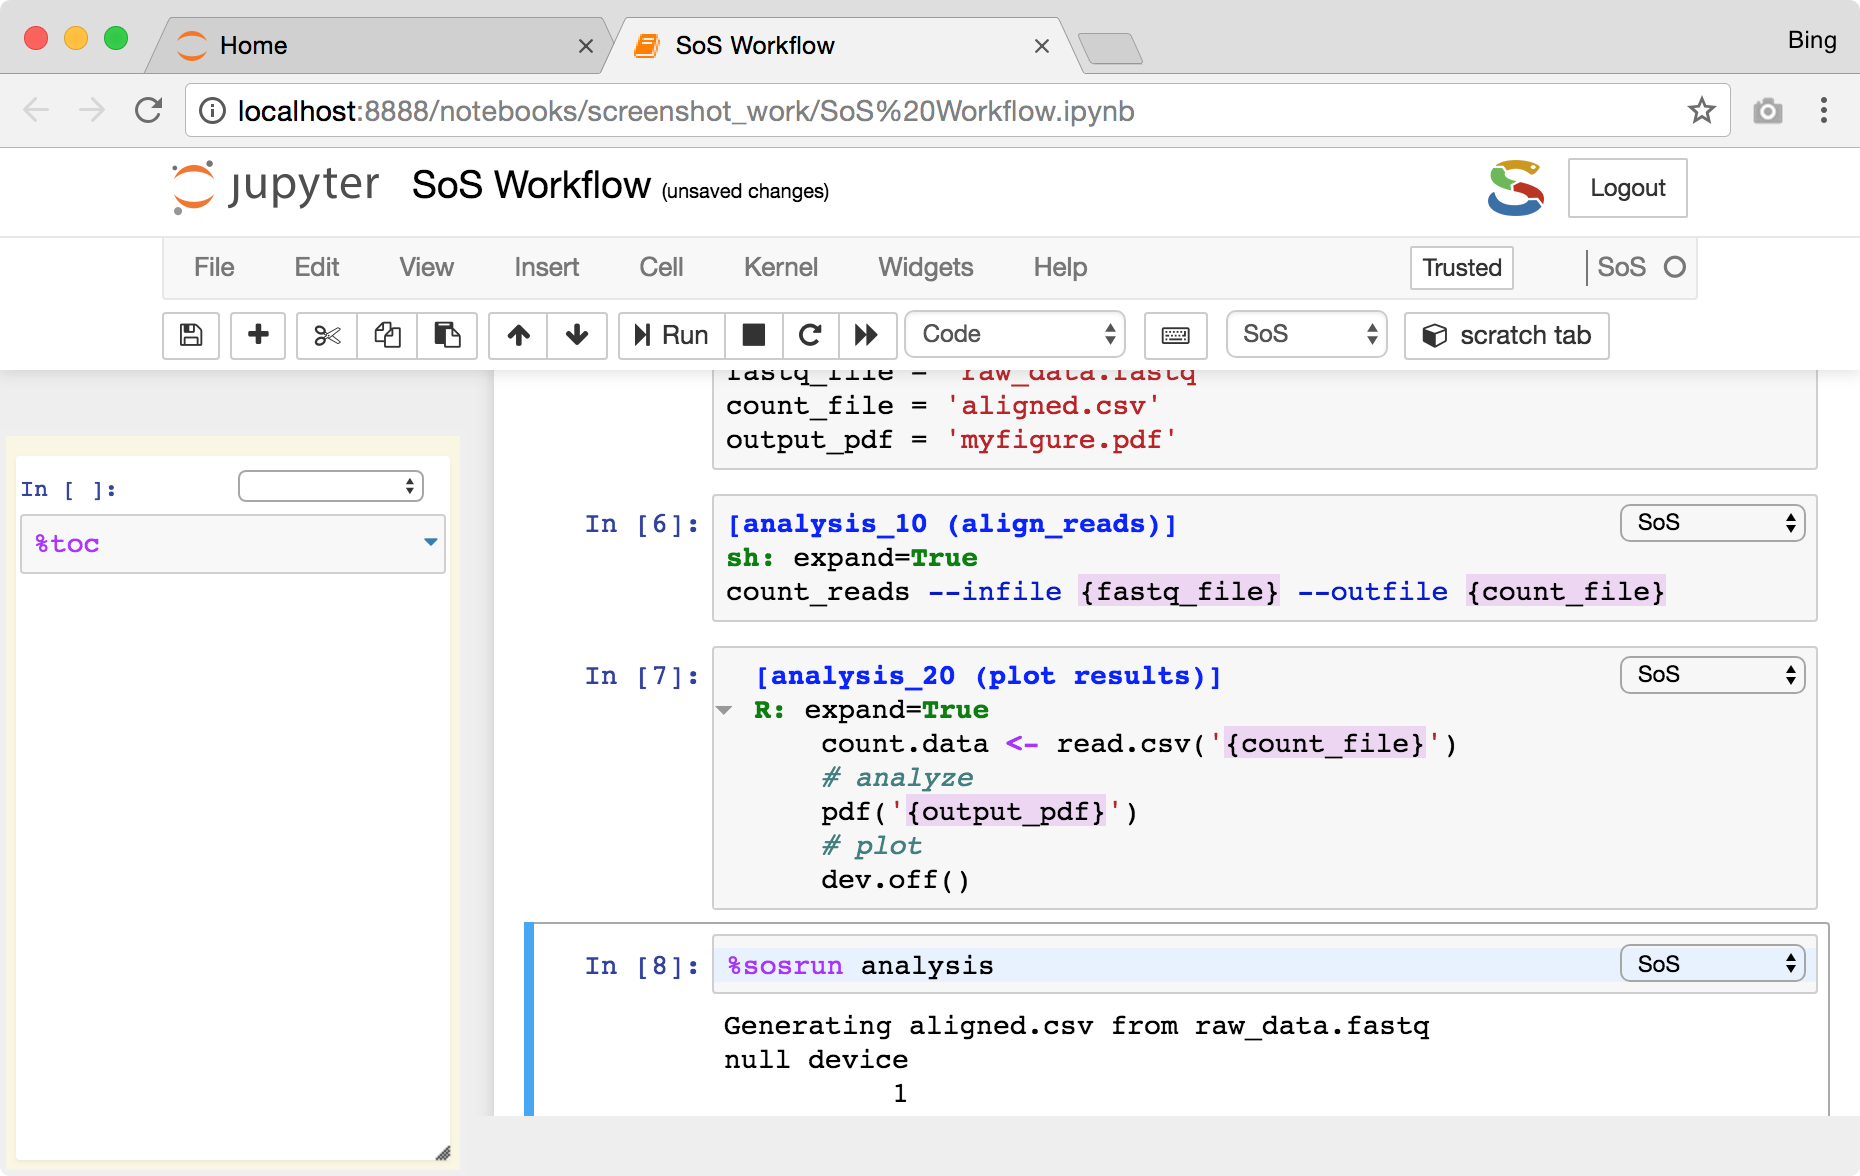 Home
SoS Workflow
Bing
localhost:8888/notebooks/screenshot_work/SoS%20Workflow.ipynb
jupyter SoS Workflow (unsaved changes)
Logout
File Edit View Insert Cell Kernel Widgets Help Trusted SoS
Run Code SoS scratch tab
In [ ]:
%toc
fastq_file = 'raw_data.fastq
count_file = 'aligned.csv'
output_pdf = 'myfigure.pdf'
In [6]: [analysis_10 (align_reads)] SoS
sh: expand=True
count_reads --infile {fastq_file} --outfile {count_file}
In [7]: [analysis_20 (plot results)] SoS
R: expand=True
count.data <- read.csv('{count_file}')
# analyze
pdf('{output_pdf}')
# plot
dev.off()
In [8]: %sosrun analysis SoS
Generating aligned.csv from raw_data.fastq
null device
1